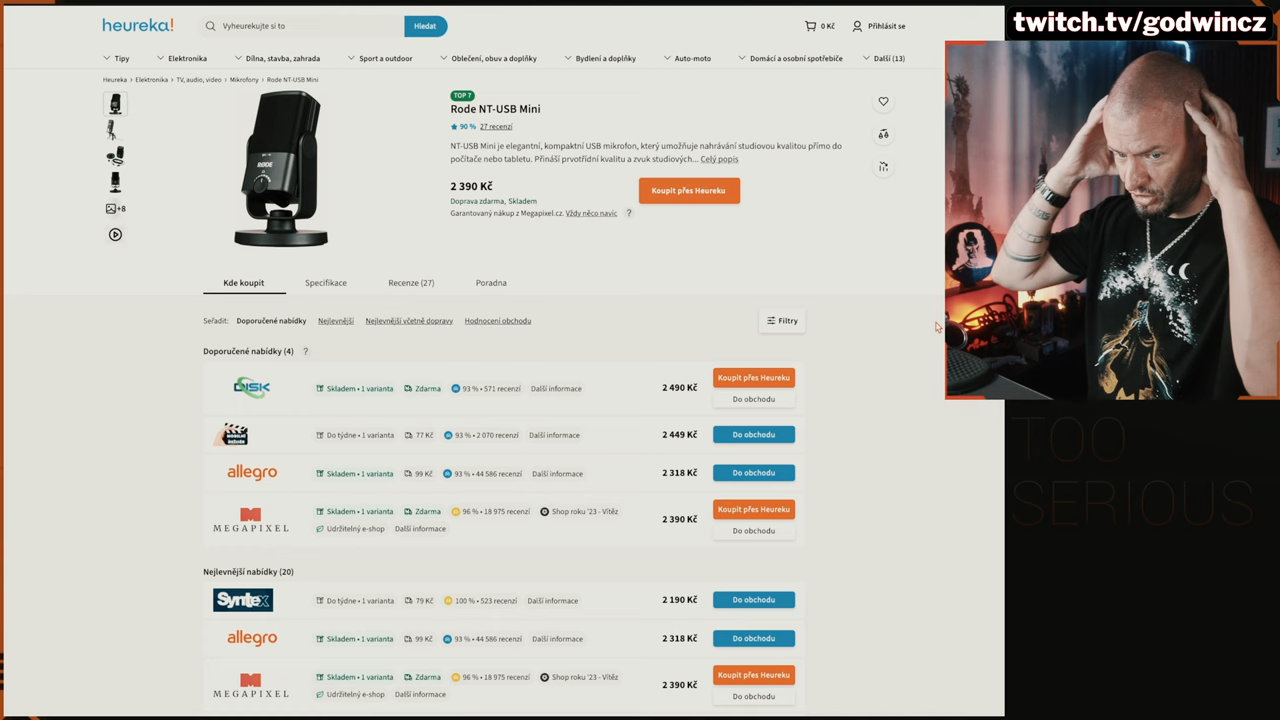 twitch.tv/godwincz
heureka!
Vyheurekujte si to
Hledat
0 Kč
Přihlásit se
Tipy
Elektronika
Dílna, stavba, zahrada
Sport a outdoor
Oblečení, obuv a doplňky
Bydlení a doplňky
Auto-moto
Domácí a osobní spotřebiče
Další (13)
Heureka > Elektronika > TV, audio, video > Mikrofony > Rode NT-USB Mini
+8
RODE
TOP 7
Rode NT-USB Mini
90 % 27 recenzí
NT-USB Mini je elegantní, kompaktní USB mikrofon, který umožňuje nahrávání studiovou kvalitou přímo do
počítače nebo tabletu. Přináší prvotřídní kvalitu a zvuk studiových... Celý popis
2 390 Kč
Koupit přes Heureku
Doprava zdarma, Skladem
Garantovaný nákup z Megapixel.cz. Vždy něco navíc ?
Kde koupit
Specifikace
Recenze (27)
Poradna
Seřadit: Doporučené nabídky Nejlevnější Nejlevnější včetně dopravy Hodnocení obchodu
Filtry
Doporučené nabídky (4) ?
Skladem • 1 varianta Zdarma 93 % • 571 recenzí Další informace 2 490 Kč Koupit přes Heureku
Do obchodu
Do týdne • 1 varianta 77 Kč 93 % • 2 070 recenzí Další informace 2 449 Kč Do obchodu
allegro Skladem • 1 varianta 99 Kč 93 % • 44 586 recenzí Další informace 2 318 Kč Do obchodu
MEGAPIXEL Skladem • 1 varianta Zdarma 96 % • 18 975 recenzí Shop roku '23 - Vítěz 2 390 Kč Koupit přes Heureku
Udržitelný e-shop Další informace Do obchodu
Nejlevnější nabídky (20)
Syntex Do týdne • 1 varianta 79 Kč 100 % • 523 recenzí Další informace 2 190 Kč Do obchodu
allegro Skladem • 1 varianta 99 Kč 93 % • 44 586 recenzí Další informace 2 318 Kč Do obchodu
MEGAPIXEL Skladem • 1 varianta Zdarma 96 % • 18 975 recenzí Shop roku '23 - Vítěz 2 390 Kč Koupit přes Heureku
Udržitelný e-shop Další informace Do obchodu
TOO
SERIOUS